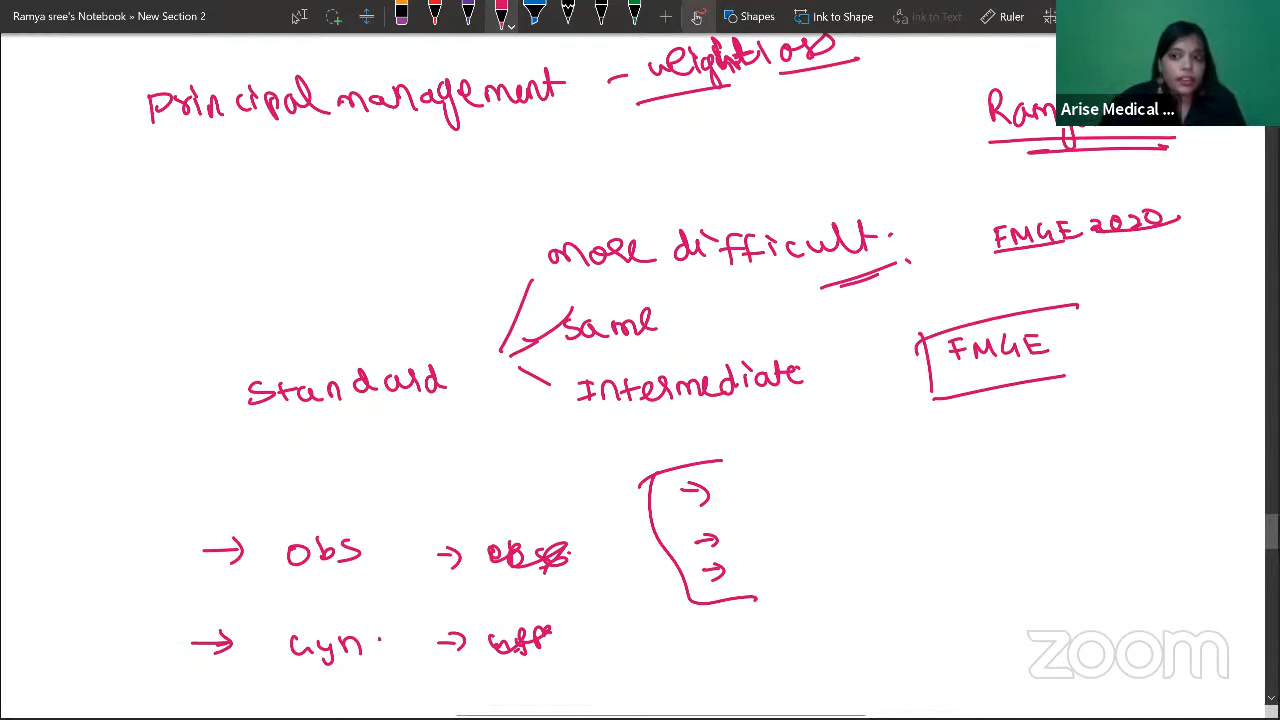 Ramya sree's Notebook » New Section 2
Shapes
Ink to Shape
Ink to Text
Ruler
Arise Medical ...
Principal management - weight loss
Ram
more difficult.
FMGE 2020
same
FMGE
Standard
Intermediate
→
→ obs →
→
→
→ Gyn →
zoom